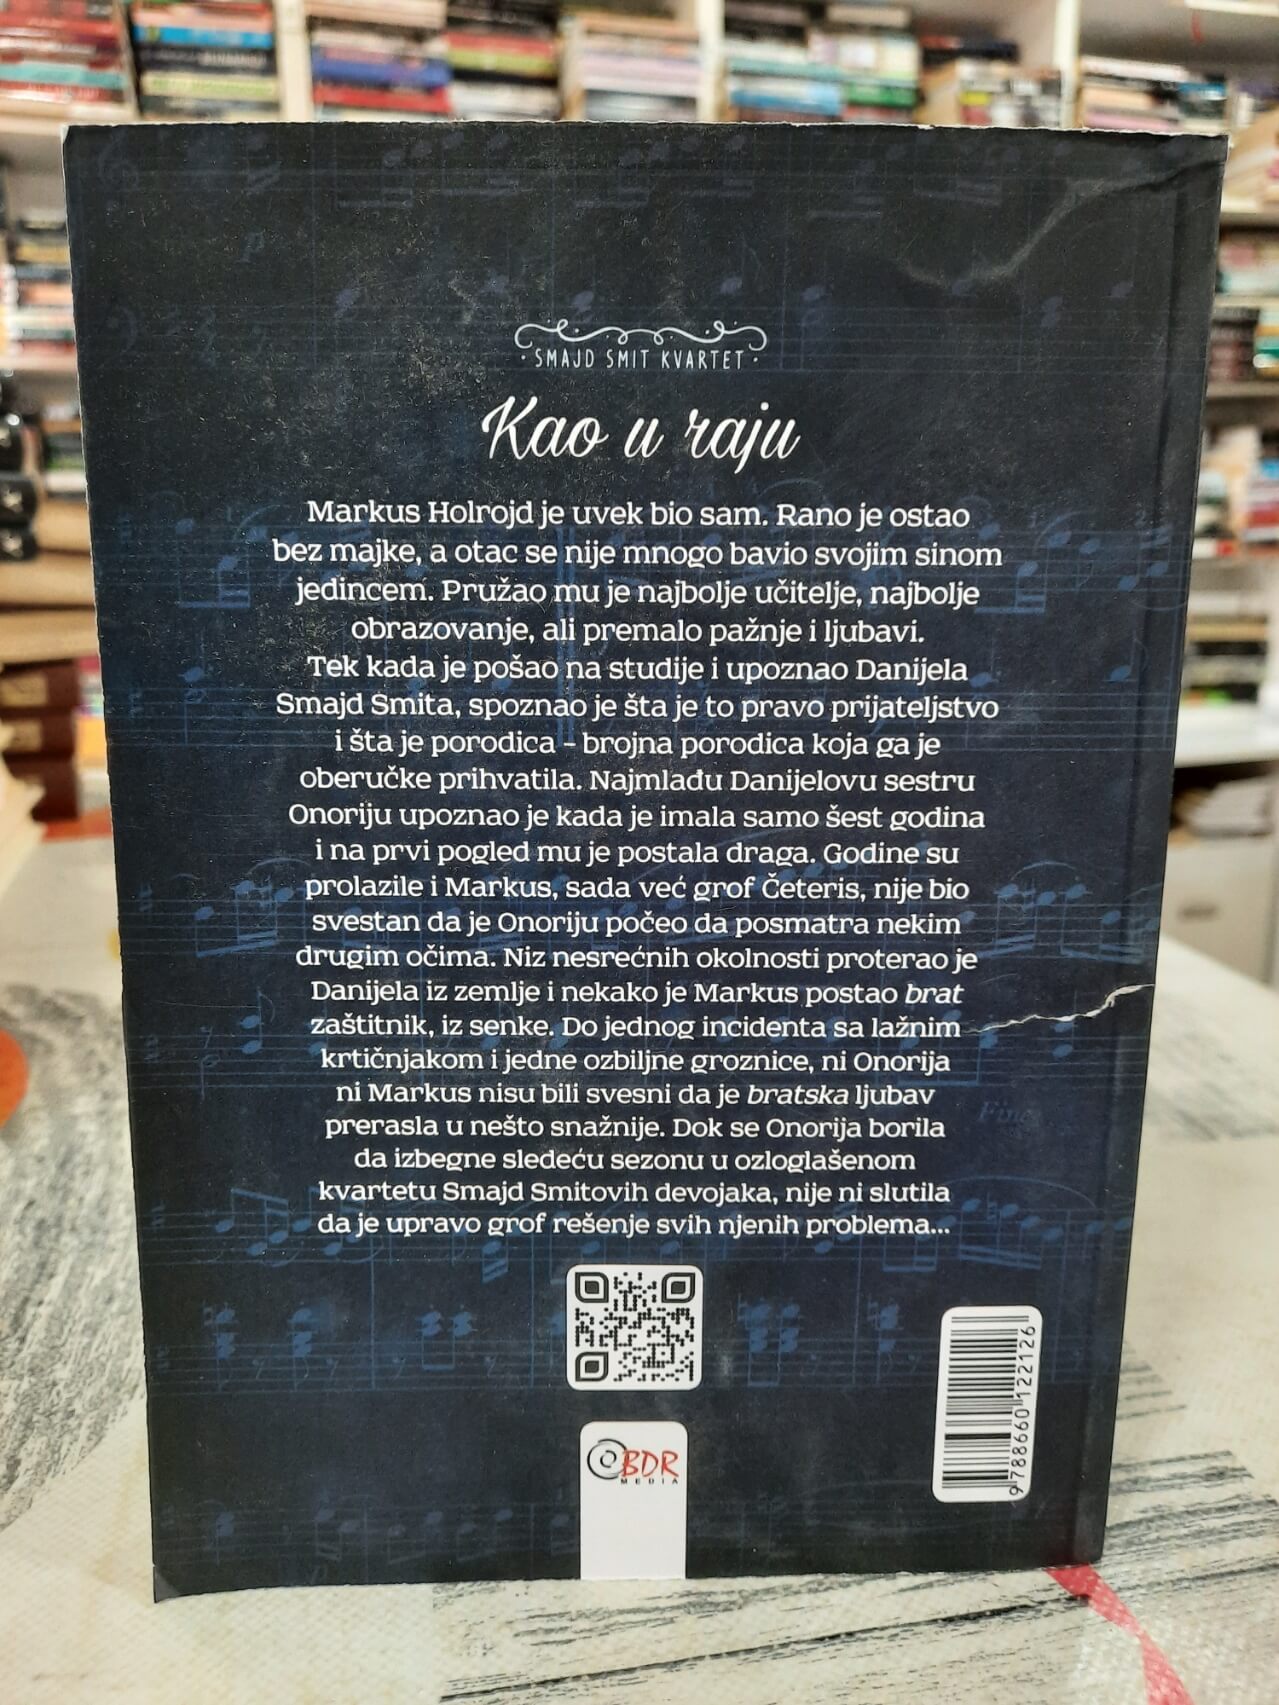 SMAJD SMIT KVARTET
Kao u raju
Markus Holrojd je uvek bio sam. Rano je ostao
bez majke, a otac se nije mnogo bavio svojim sinom
jedincem. Pružao mu je najbolje učitelje, najbolje
obrazovanje, ali premalo pažnje i ljubavi.
Tek kada je pošao na studije i upoznao Danijela
Smajd Smita, spoznao je šta je to pravo prijateljstvo
i šta je porodica – brojna porodica koja ga je
oberučke prihvatila. Najmlađu Danijelovu sestru
Onoriju upoznao je kada je imala samo šest godina
i na prvi pogled mu je postala draga. Godine su
prolazile i Markus, sada već grof Četeris, nije bio
svestan da je Onoriju počeo da posmatra nekim
drugim očima. Niz nesrećnih okolnosti proterao je
Danijela iz zemlje i nekako je Markus postao brat
zaštitnik, iz senke. Do jednog incidenta sa lažnim
krtičnjakom i jedne ozbiljne groznice, ni Onorija
ni Markus nisu bili svesni da je bratska ljubav
prerasla u nešto snažnije. Dok se Onorija borila
da izbegne sledeću sezonu u ozloglašenom
kvartetu Smajd Smitovih devojaka, nije ni slutila
da je upravo grof rešenje svih njenih problema...
Fine
BDR
MEDIA
9788660122126